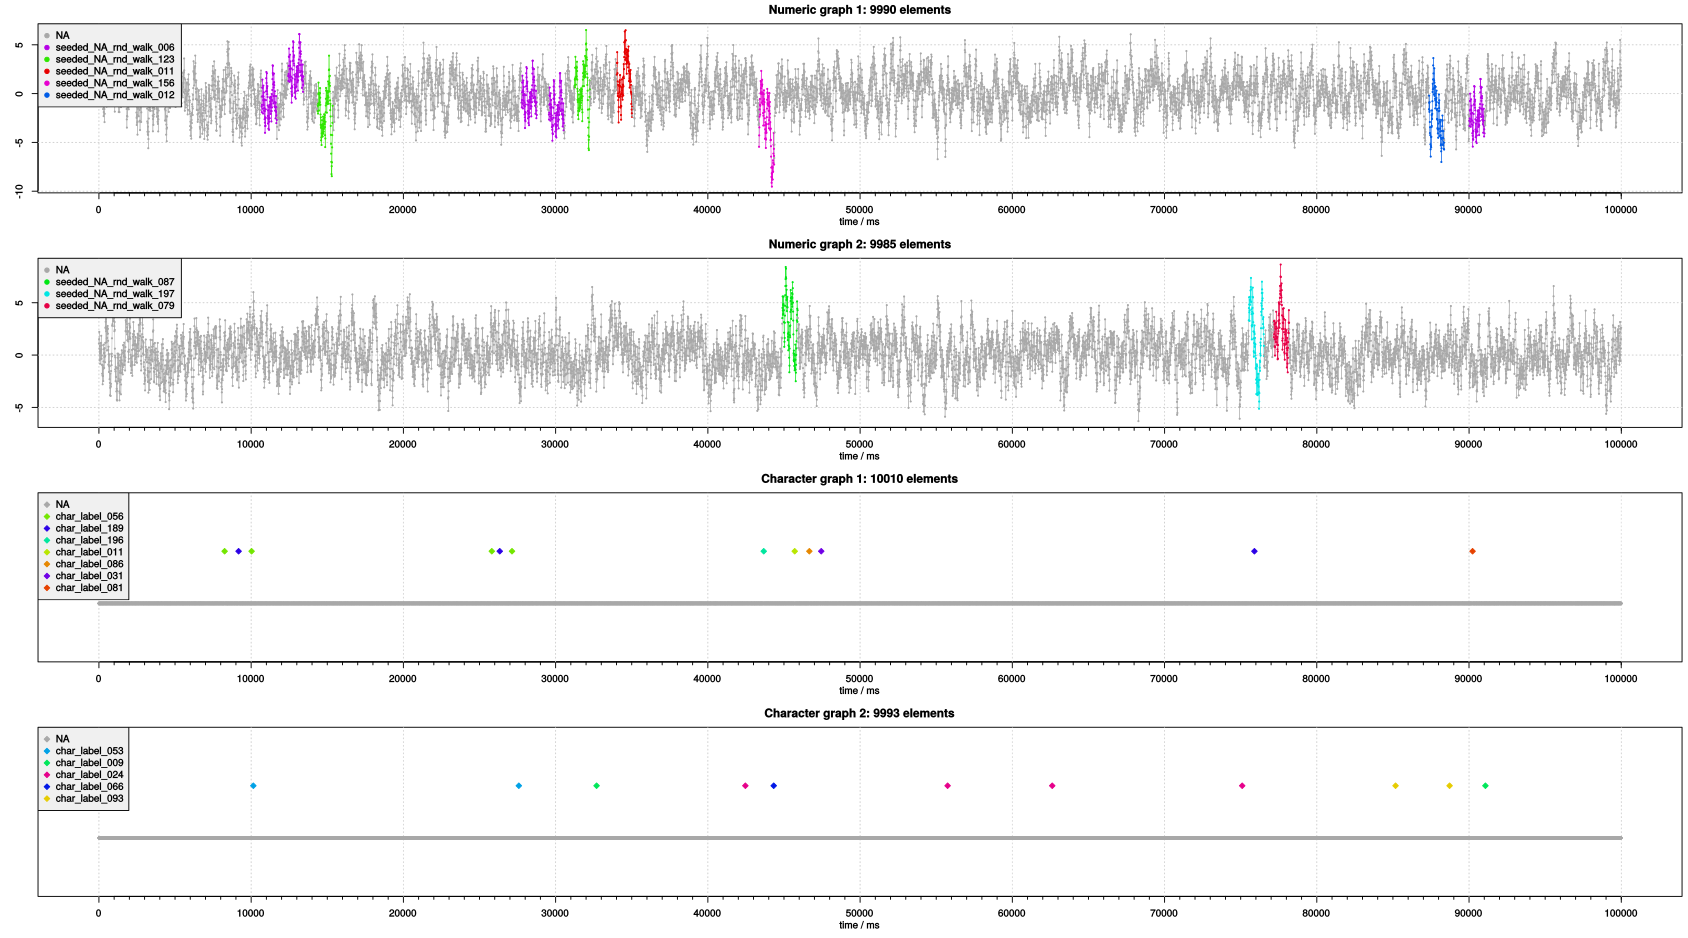 Numeric graph 1: 9990 elements
NA
seeded_NA_rnd_walk_006
seeded_NA_rnd_walk_123
seeded_NA_rnd_walk_011
seeded_NA_rnd_walk_156
seeded_NA_rnd_walk_012
5
0
-5
-10
0 10000 20000 30000 40000 50000 60000 70000 80000 90000 100000
time / ms
Numeric graph 2: 9985 elements
NA
seeded_NA_rnd_walk_087
seeded_NA_rnd_walk_197
seeded_NA_rnd_walk_079
5
0
-5
0 10000 20000 30000 40000 50000 60000 70000 80000 90000 100000
time / ms
Character graph 1: 10010 elements
NA
char_label_056
char_label_189
char_label_196
char_label_011
char_label_086
char_label_031
char_label_081
0 10000 20000 30000 40000 50000 60000 70000 80000 90000 100000
time / ms
Character graph 2: 9993 elements
NA
char_label_053
char_label_009
char_label_024
char_label_066
char_label_093
0 10000 20000 30000 40000 50000 60000 70000 80000 90000 100000
time / ms